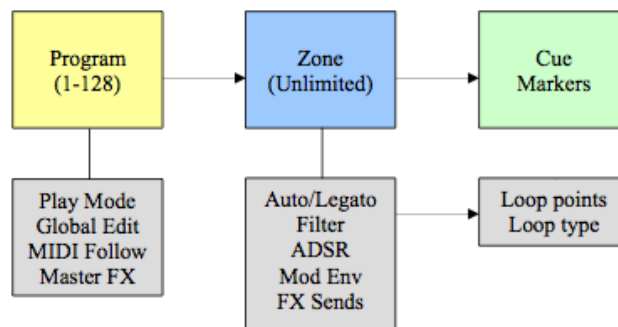 Program
(1-128)
Zone
(Unlimited)
Cue
Markers
Play Mode
Global Edit
MIDI Follow
Master FX
Auto/Legato
Filter
ADSR
Mod Env
FX Sends
Loop points
Loop type